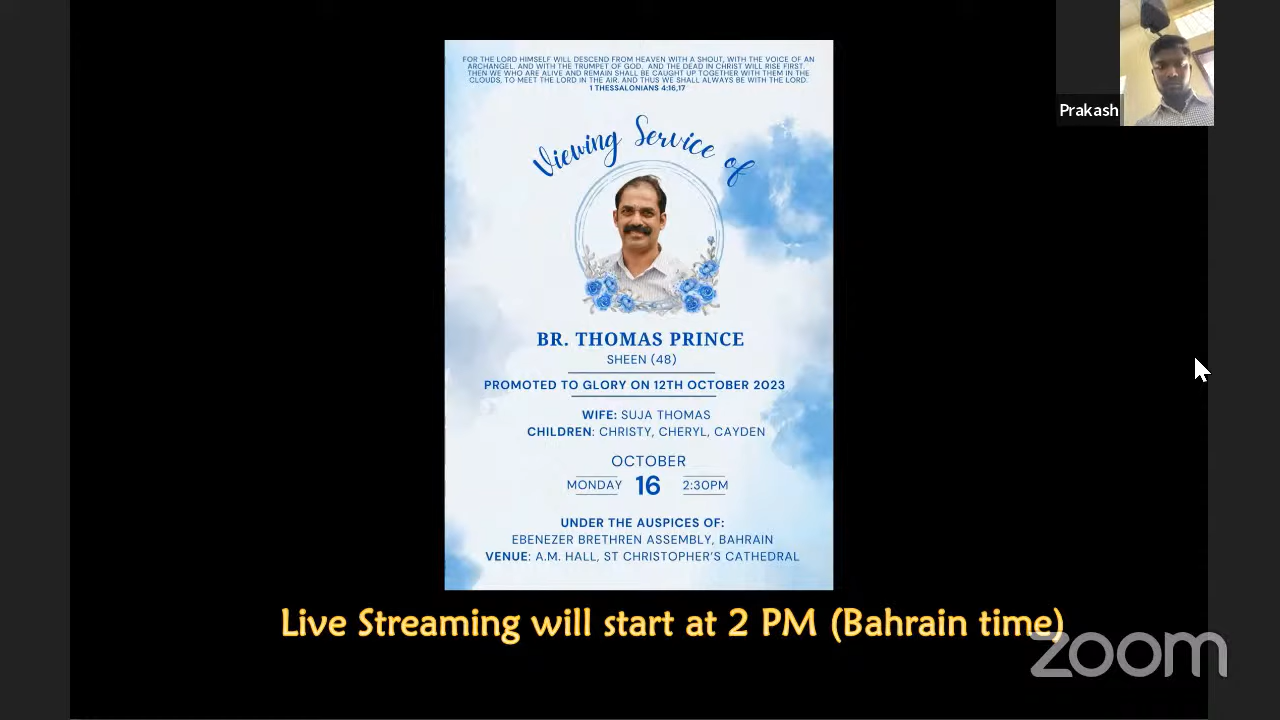 FOR THE LORD HIMSELF WILL DESCEND FROM HEAVEN WITH A SHOUT, WITH THE VOICE OF AN
ARCHANGEL. AND WITH THE TRUMPET OF GOD. AND THE DEAD IN CHRIST WILL RISE FIRST.
THEN WE WHO ARE ALIVE AND REMAIN SHALL BE CAUGHT UP TOGETHER WITH THEM IN THE
CLOUDS, TO MEET THE LORD IN THE AIR. AND THUS WE SHALL ALWAYS BE WITH THE LORD.
1 THESSALONIANS 4:16,17
Prakash
Viewing Service of
BR. THOMAS PRINCE
SHEEN (48)
PROMOTED TO GLORY ON 12TH OCTOBER 2023
WIFE: SUJA THOMAS
CHILDREN: CHRISTY, CHERYL, CAYDEN
OCTOBER
MONDAY 16 2:30PM
UNDER THE AUSPICES OF:
EBENEZER BRETHREN ASSEMBLY, BAHRAIN
VENUE: A.M. HALL, ST CHRISTOPHER'S CATHEDRAL
Live Streaming will start at 2 PM (Bahrain time)
zoom